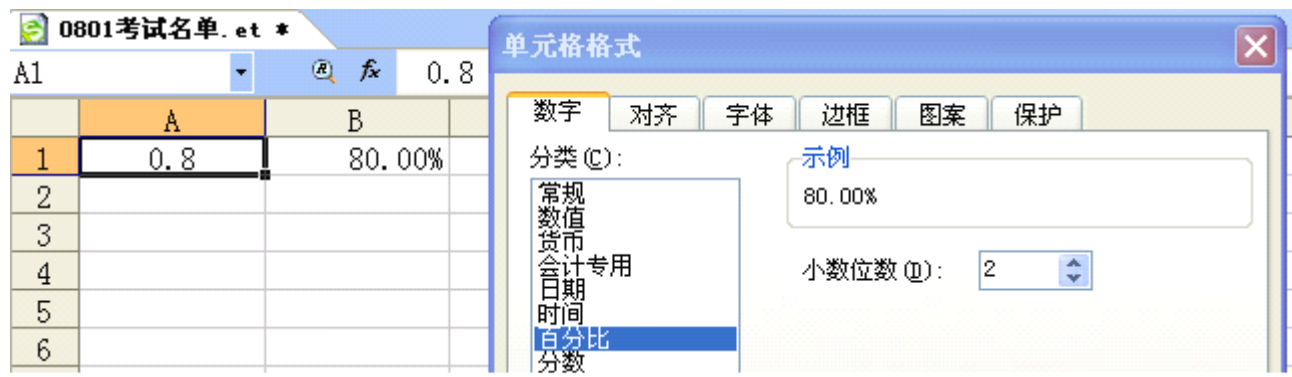 0801考试名单.et *
单元格格式
A1
fx
0.8
数字 对齐 字体 边框 图案 保护
A B
1 0.8 80.00%
2
3
4
5
6
分类(C):
常规
数值
货币
会计专用
日期
时间
百分比
分数
示例
80.00%
小数位数(D): 2